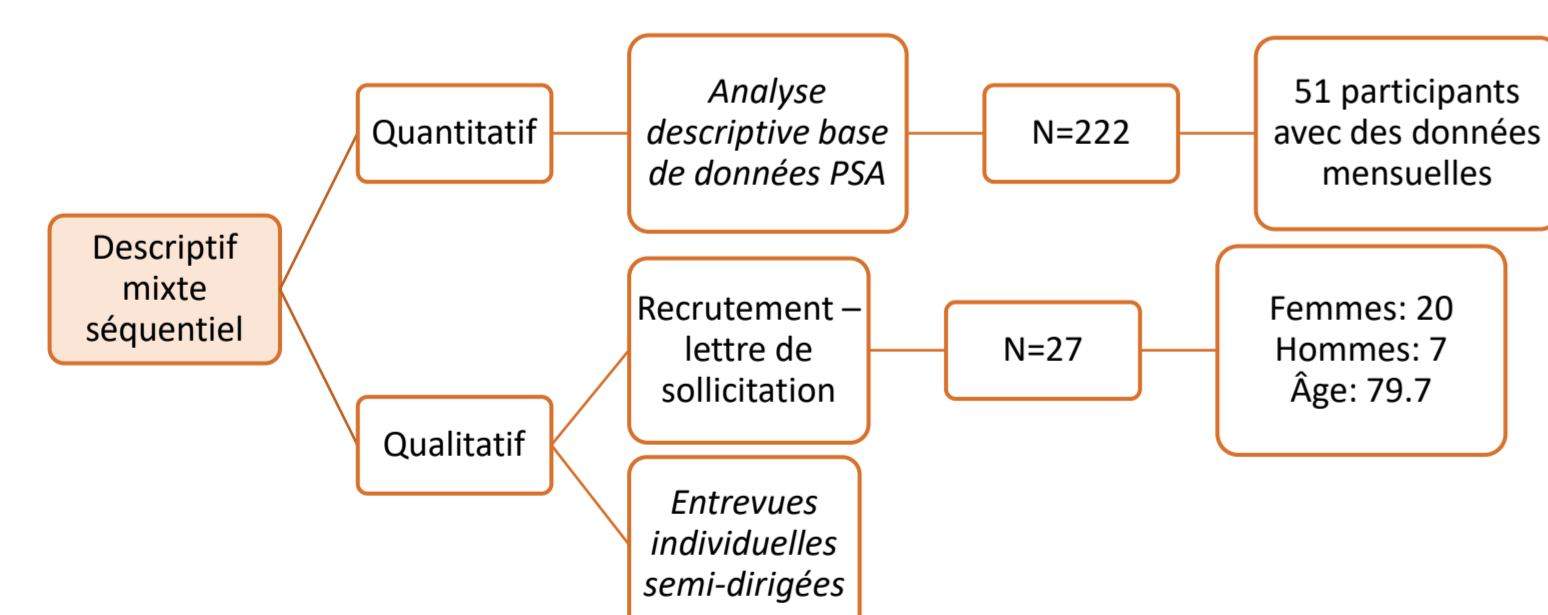 Descriptif
mixte
séquentiel
Quantitatif
Analyse
descriptive base
de données PSA
N=222
51 participants
avec des données
mensuelles
Qualitatif
Recrutement –
lettre de
sollicitation
N=27
Femmes: 20
Hommes: 7
Âge: 79.7
Entrevues
individuelles
semi-dirigées